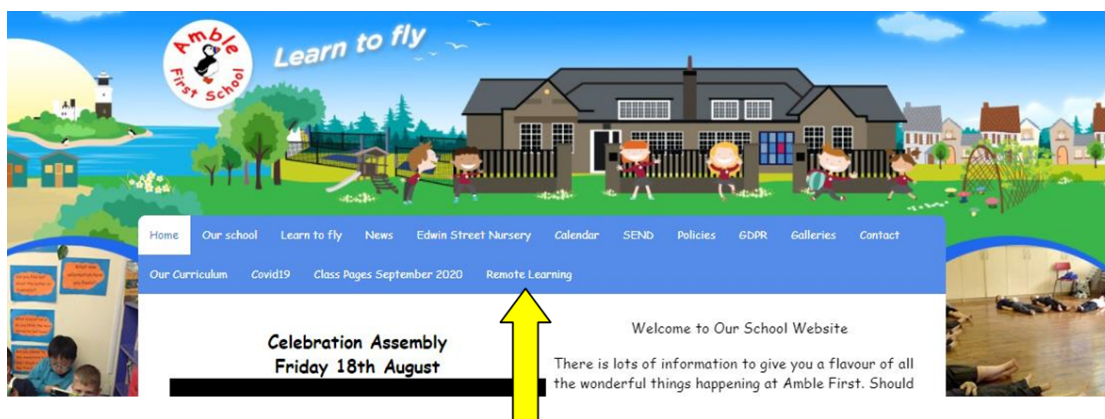 Amble
First School
Learn to fly
Home Our school Learn to fly News Edwin Street Nursery Calendar SEND Policies GDPR Galleries Contact
Our Curriculum Covid19 Class Pages September 2020 Remote Learning
Celebration Assembly
Friday 18th August
Welcome to Our School Website
There is lots of information to give you a flavour of all
the wonderful things happening at Amble First. Should